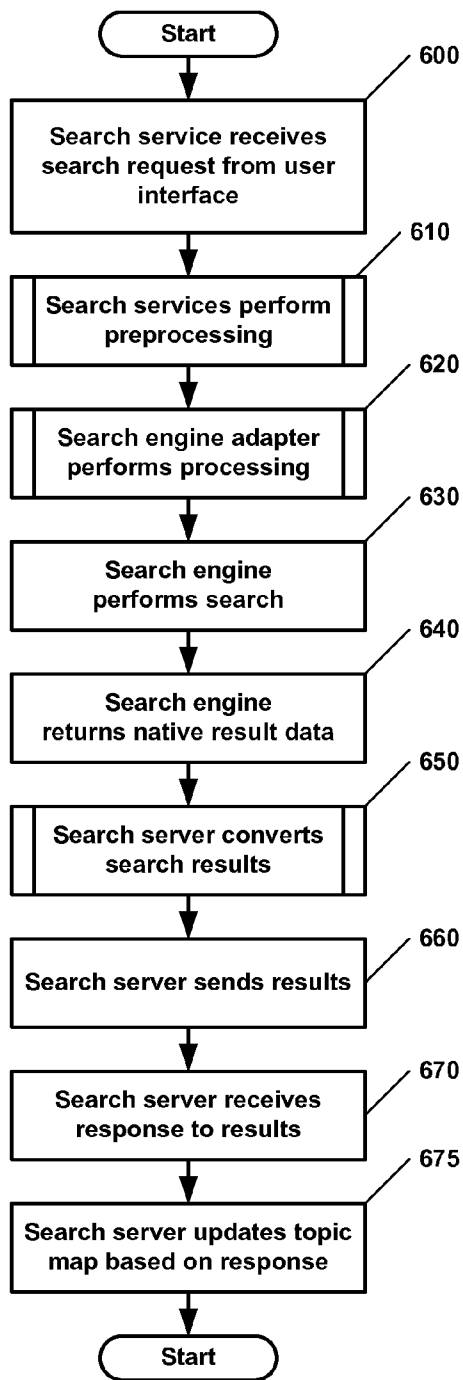 Start
600
Search service receives
search request from user
interface
610
Search services perform
preprocessing
620
Search engine adapter
performs processing
630
Search engine
performs search
640
Search engine
returns native result data
650
Search server converts
search results
660
Search server sends results
670
Search server receives
response to results
675
Search server updates topic
map based on response
Start